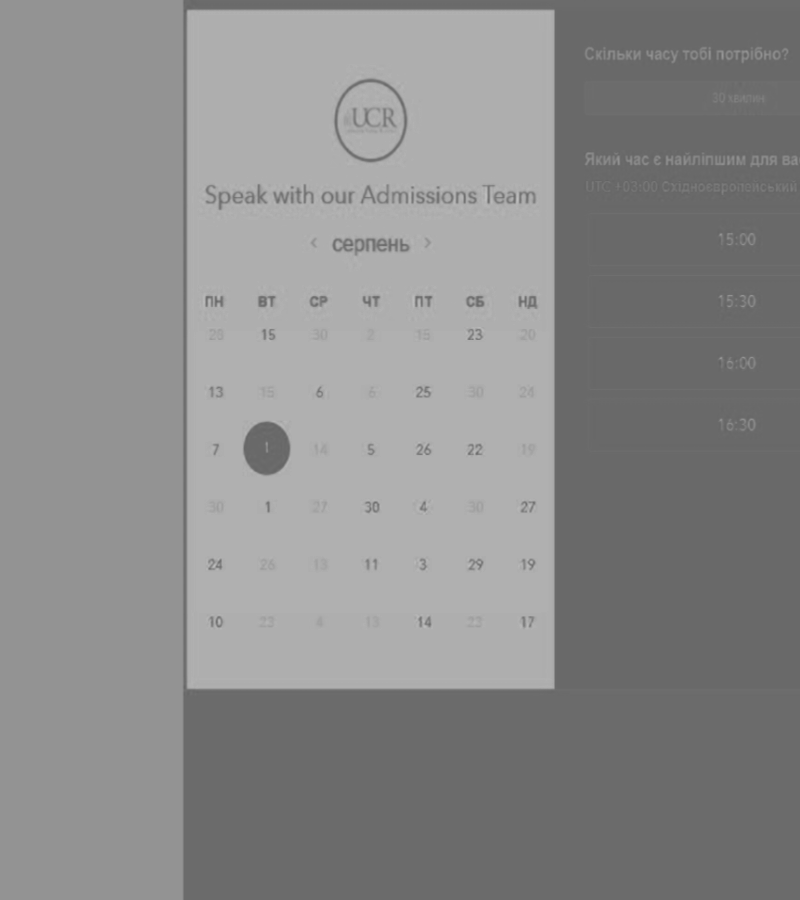 UCR
Speak with our Admissions Team
< серпень >
ПН ВТ СР ЧТ ПТ СБ НД
28 15 30 2 15 23 20
13 15 6 6 25 30 24
7 1 14 5 26 22 19
30 1 27 30 4 30 27
24 26 13 11 3 29 19
10 23 4 13 14 23 17
Скільки часу тобі потрібно?
30 хвилин
Який час є найліпшим для ва
UTC +03:00 Східноєвропейський
15:00
15:30
16:00
16:30